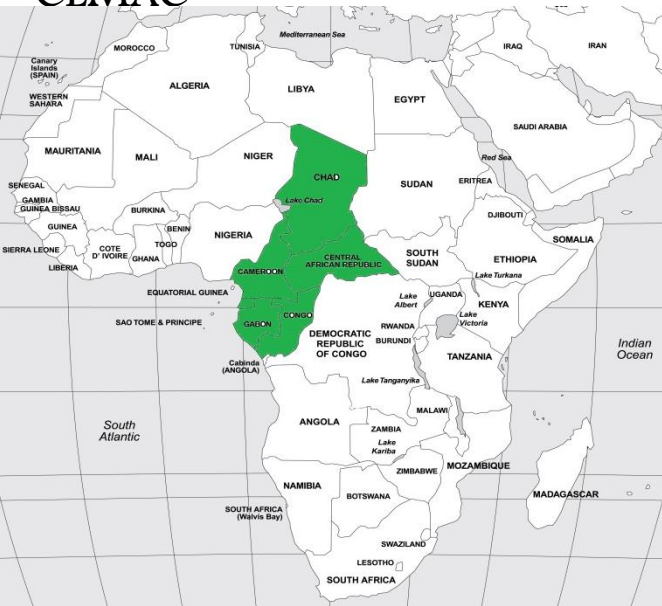 CEMAC
Mediterranean Sea
Canary
Islands
(SPAIN)
MOROCCO
TUNISIA
IRAQ
IRAN
ALGERIA
LIBYA
EGYPT
WESTERN
SAHARA
SAUDI ARABIA
MAURITANIA
MALI
NIGER
CHAD
SUDAN
Red Sea
ERITREA
SENEGAL
GAMBIA
GUINEA BISSAU
GUINEA
BURKINA
Lake Chad
DJIBOUTI
SIERRA LEONE
COTE
D' IVOIRE
GHANA
TOGO
BENIN
NIGERIA
SOMALIA
LIBERIA
CENTRAL
AFRICAN REPUBLIC
CAMEROON
SOUTH
SUDAN
ETHIOPIA
Lake Turkana
EQUATORIAL GUINEA
Lake
Albert
UGANDA
KENYA
SAO TOME & PRINCIPE
GABON
CONGO
Lake
Victoria
DEMOCRATIC
REPUBLIC
OF CONGO
RWANDA
BURUNDI
Indian
Ocean
Cabinda
(ANGOLA)
TANZANIA
Lake Tanganyika
South
Atlantic
ANGOLA
MALAWI
ZAMBIA
Lake
Kariba
ZIMBABWE
MOZAMBIQUE
NAMIBIA
BOTSWANA
MADAGASCAR
SOUTH AFRICA
(Walvis Bay)
SWAZILAND
LESOTHO
SOUTH AFRICA